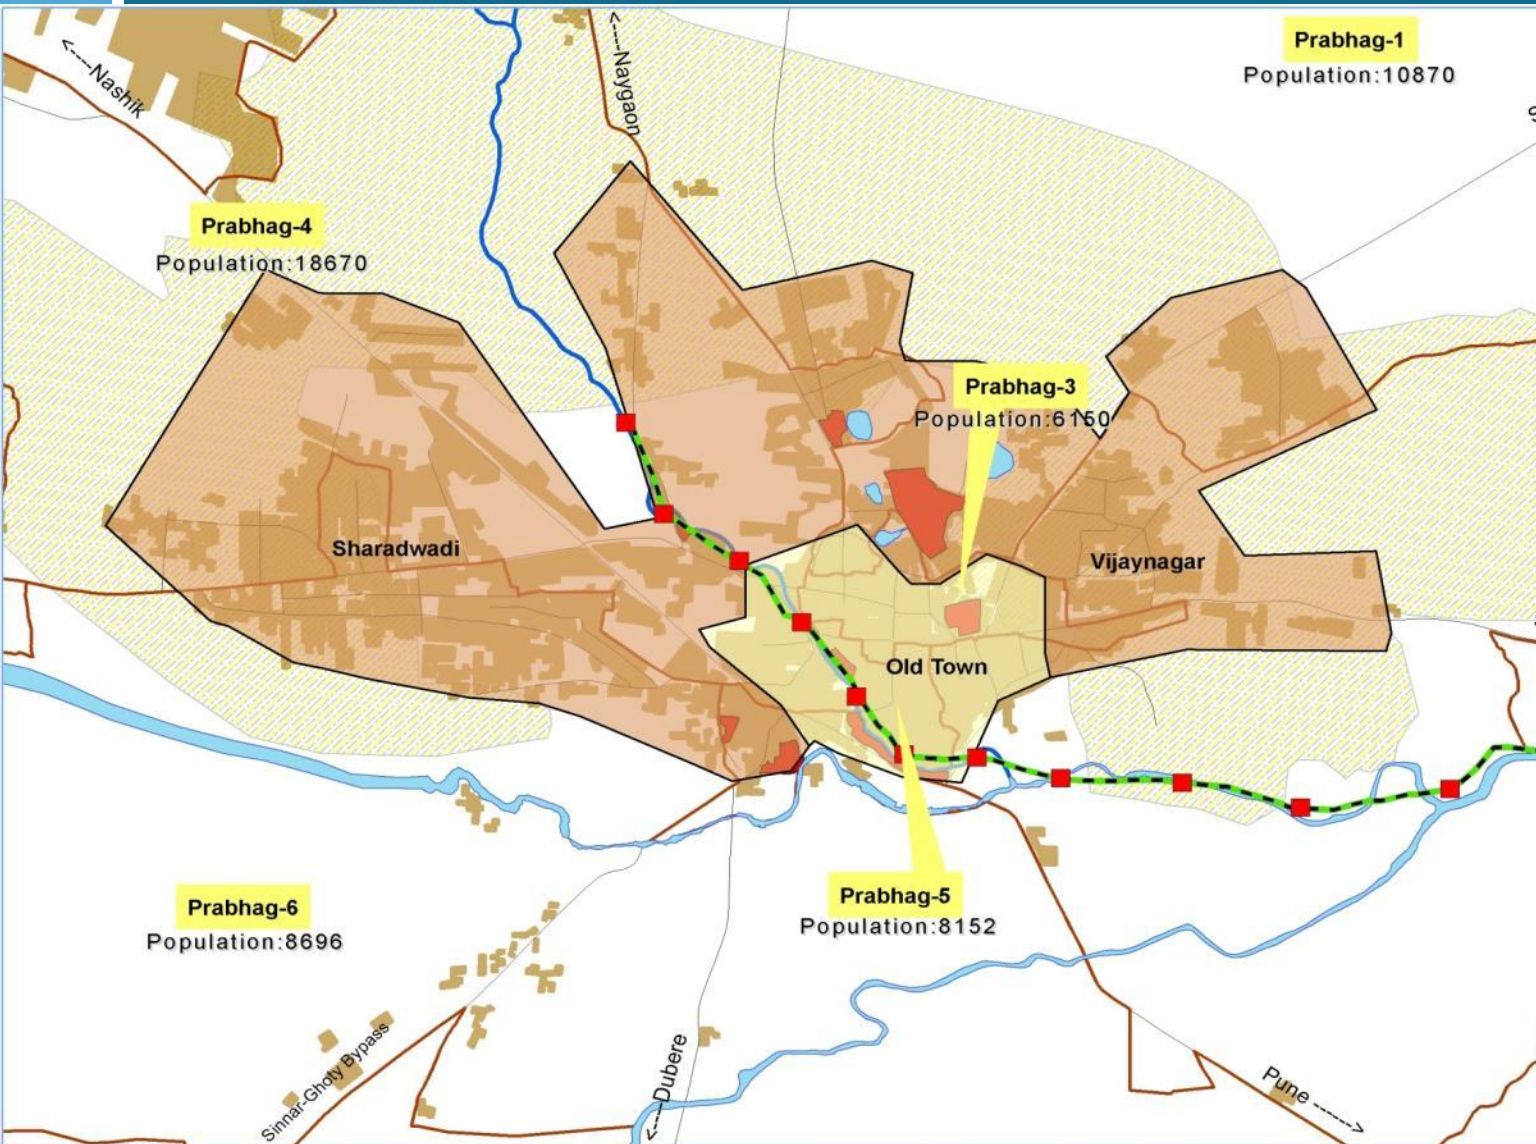 Prabhag-1
Population:10870
<----Nashik
<----Naygaon
Prabhag-4
Population:18670
Prabhag-3
Population:6150
Sharadwadi
Vijaynagar
Old Town
Prabhag-5
Population:8152
Prabhag-6
Population:8696
Sinnar-Ghoty Bypass
<----Dubere
Pune ------>